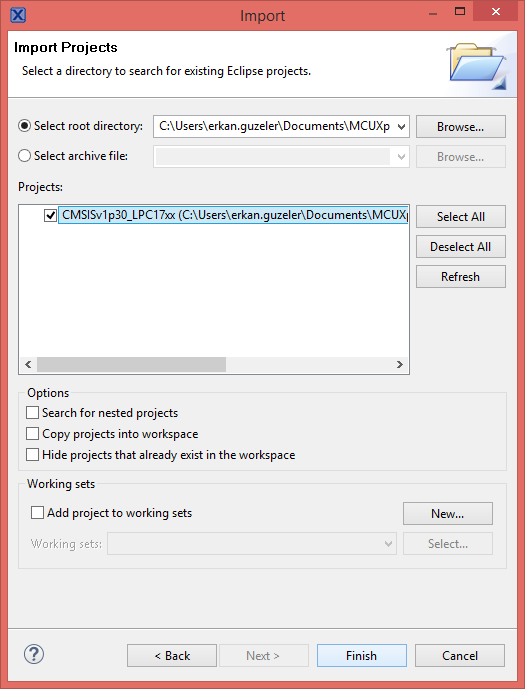 Import
Import Projects
Select a directory to search for existing Eclipse projects.
Select root directory: C:\Users\erkan.guzeler\Documents\MCUXp Browse...
Select archive file: Browse...
Projects:
CMSISv1p30_LPC17xx (C:\Users\erkan.guzeler\Documents\MCUXp
Select All
Deselect All
Refresh
Options
Search for nested projects
Copy projects into workspace
Hide projects that already exist in the workspace
Working sets
Add project to working sets New...
Working sets: Select...
? < Back Next > Finish Cancel